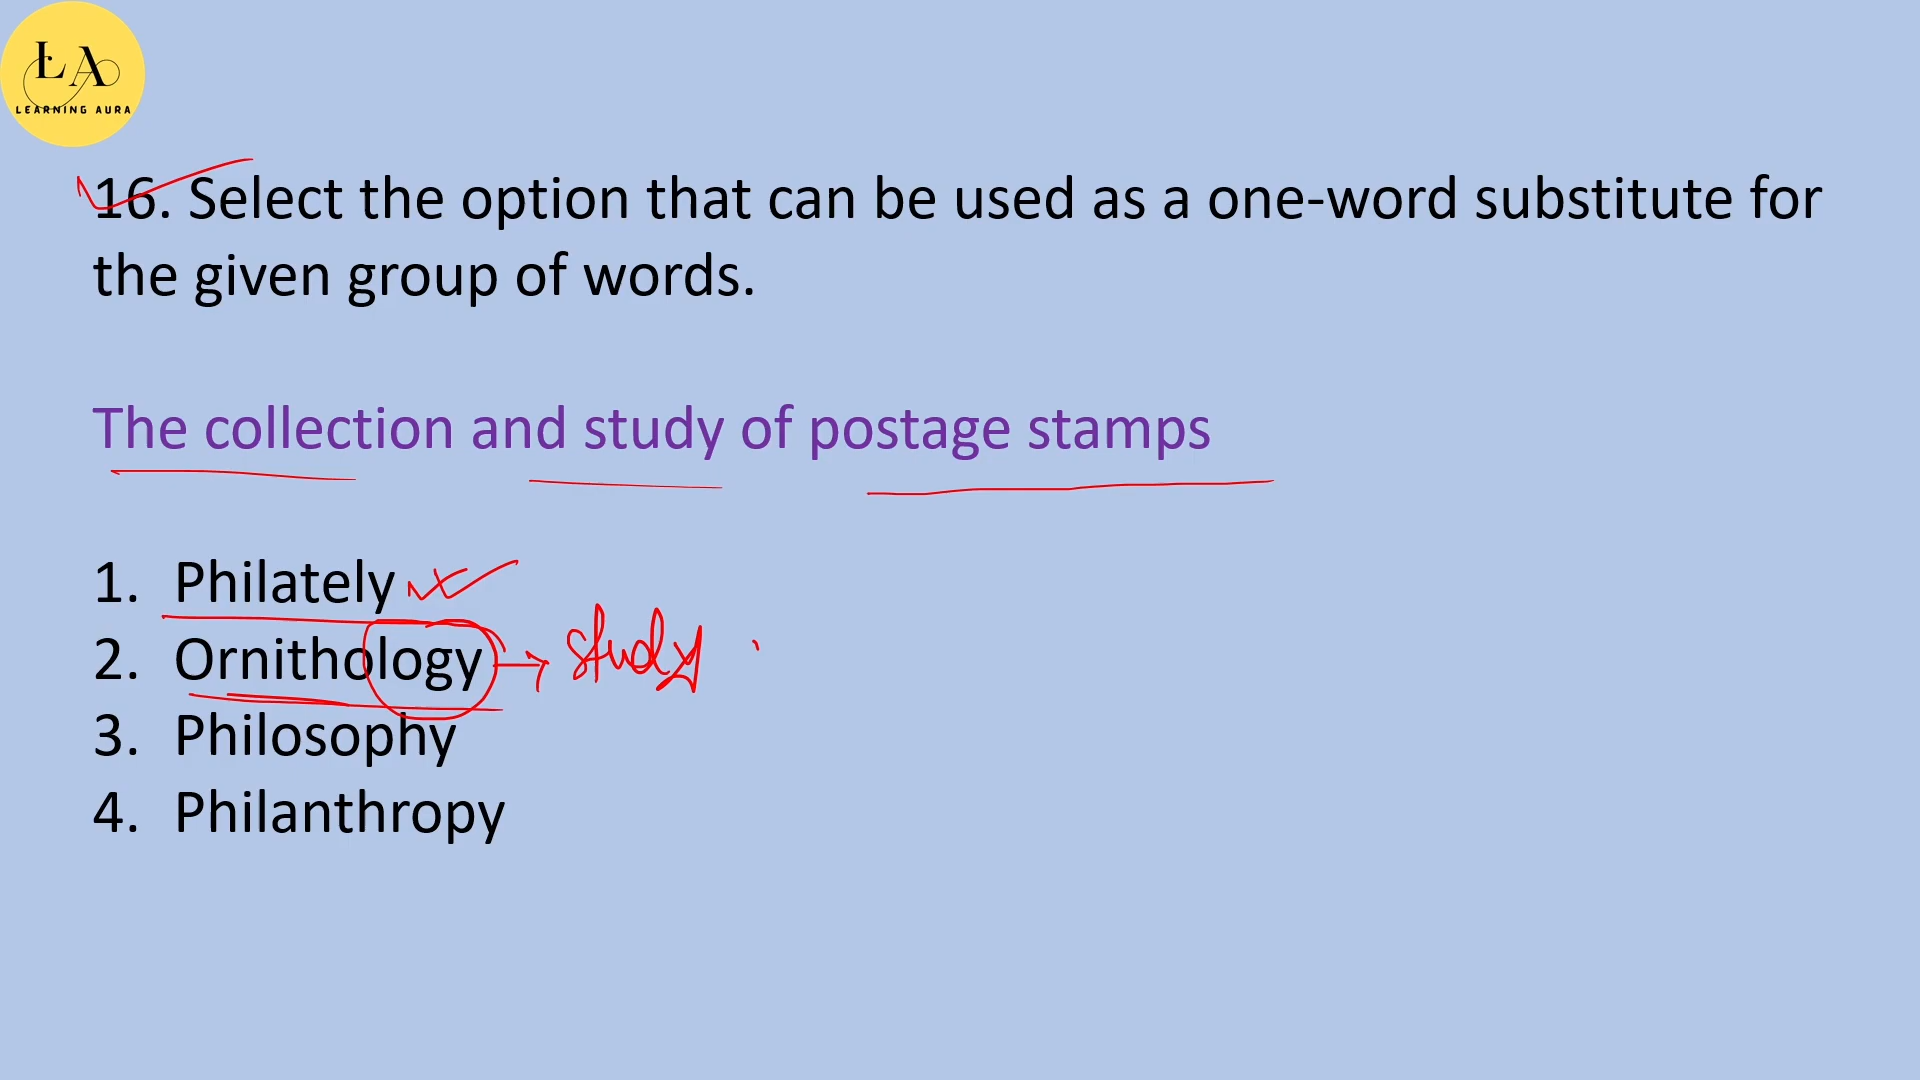 LA
LEARNING AURA
16. Select the option that can be used as a one-word substitute for
the given group of words.
The collection and study of postage stamps
1. Philately
2. Ornithology → study
3. Philosophy
4. Philanthropy